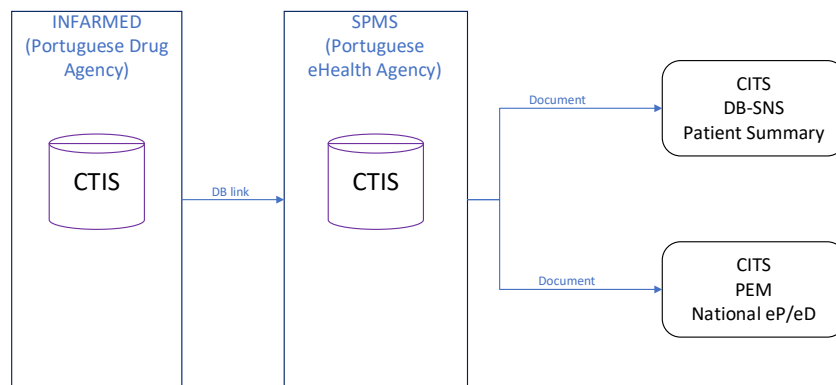 INFARMED
(Portuguese Drug
Agency)
CTIS
DB link
SPMS
(Portuguese
eHealth Agency)
CTIS
Document
CITS
DB-SNS
Patient Summary
Document
CITS
PEM
National eP/eD